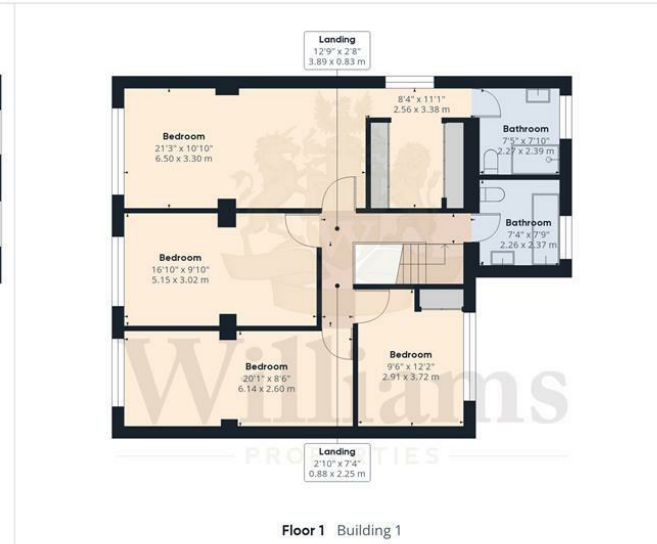 Landing
12'9" x 2'8"
3.89 x 0.83 m
8'4" x 11'1"
2.56 x 3.38 m
Bedroom
21'3" x 10'10"
6.50 x 3.30 m
Bathroom
7'5" x 7'10"
2.27 x 2.39 m
Bathroom
7'4" x 7'9"
2.26 x 2.37 m
Bedroom
16'10" x 9'10"
5.15 x 3.02 m
Bedroom
9'6" x 12'2"
2.91 x 3.72 m
Bedroom
20'1" x 8'6"
6.14 x 2.60 m
Williams
PROPERTIES
Landing
2'10" x 7'4"
0.88 x 2.25 m
Floor 1 Building 1